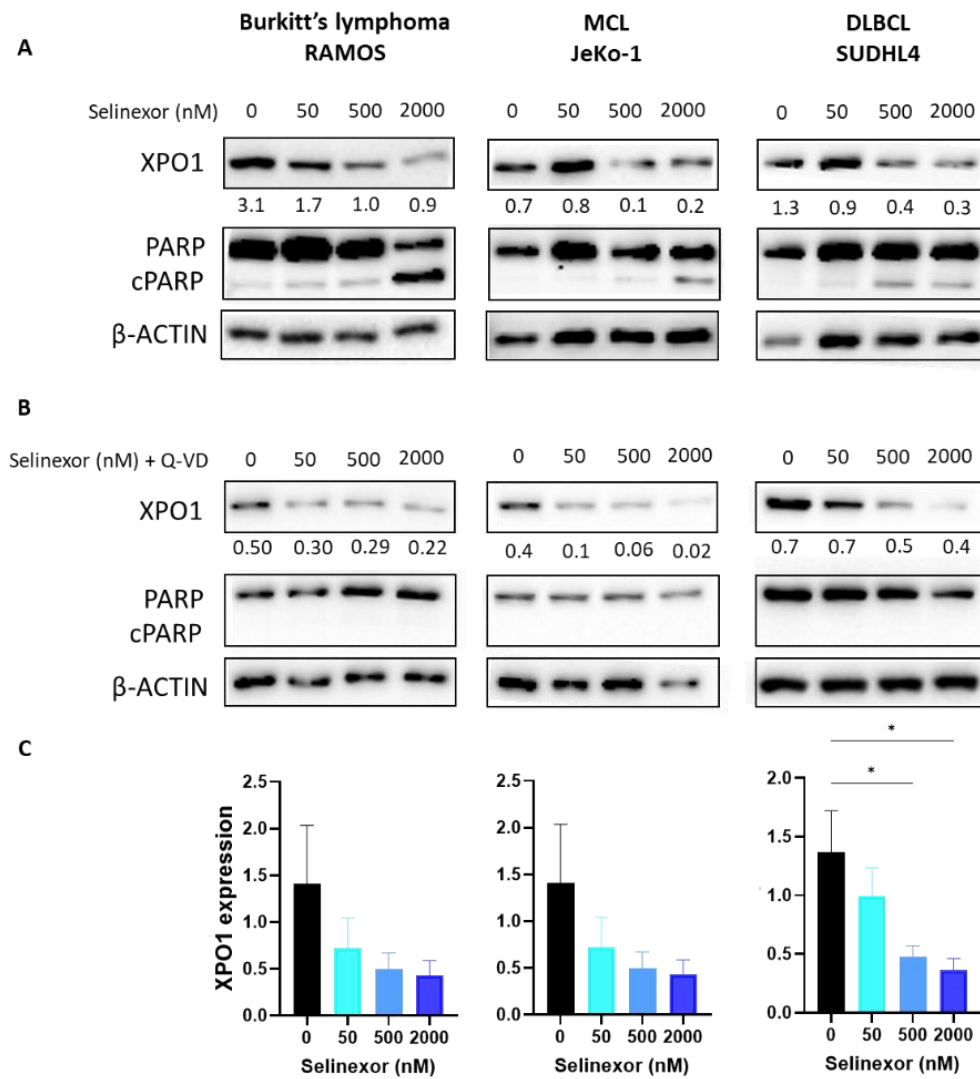 Burkitt's lymphoma
RAMOS
MCL
JeKo-1
DLBCL
SUDHL4
A
Selinexor (nM) 0 50 500 2000 0 50 500 2000 0 50 500 2000
XPO1
3.1 1.7 1.0 0.9 0.7 0.8 0.1 0.2 1.3 0.9 0.4 0.3
PARP
cPARP
β-ACTIN
B
Selinexor (nM) + Q-VD 0 50 500 2000 0 50 500 2000 0 50 500 2000
XPO1
0.50 0.30 0.29 0.22 0.4 0.1 0.06 0.02 0.7 0.7 0.5 0.4
PARP
cPARP
β-ACTIN
C
XPO1 expression
2.5
2.0
1.5
1.0
0.5
0.0
0 50 500 2000
Selinexor (nM)
2.5
2.0
1.5
1.0
0.5
0.0
0 50 500 2000
Selinexor (nM)
*
*
2.0
1.5
1.0
0.5
0.0
0 50 500 2000
Selinexor (nM)